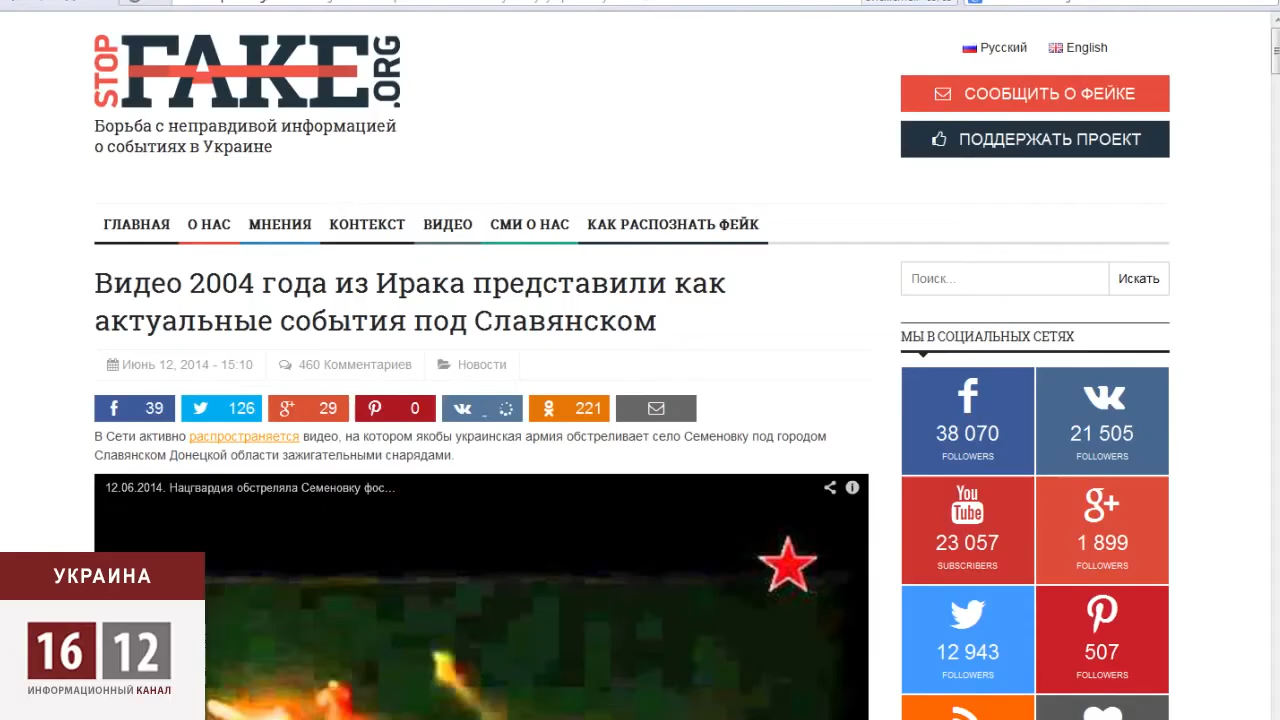 STOP FAKE .ORG
Борьба с неправдивой информацией
о событиях в Украине
Русский
English
СООБЩИТЬ О ФЕЙКЕ
ПОДДЕРЖАТЬ ПРОЕКТ
ГЛАВНАЯ О НАС МНЕНИЯ КОНТЕКСТ ВИДЕО СМИ О НАС КАК РАСПОЗНАТЬ ФЕЙК
Видео 2004 года из Ирака представили как
актуальные события под Славянском
Июнь 12, 2014 - 15:10 460 Комментариев Новости
39 126 29 0 221
В Сети активно распространяется видео, на котором якобы украинская армия обстреливает село Семеновку под городом
Славянском Донецкой области зажигательными снарядами.
12.06.2014. Нацгвардия обстреляла Семеновку фос...
Поиск... Искать
МЫ В СОЦИАЛЬНЫХ СЕТЯХ
38 070 21 505
FOLLOWERS FOLLOWERS
You Tube g+
23 057 1 899
SUBSCRIBERS FOLLOWERS
12 943 507
FOLLOWERS FOLLOWERS
УКРАИНА
16 12
ИНФОРМАЦИОННЫЙ КАНАЛ